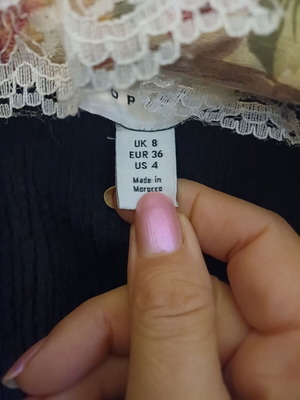 O P
UK 8
EUR 36
US 4
Made in
Morocco